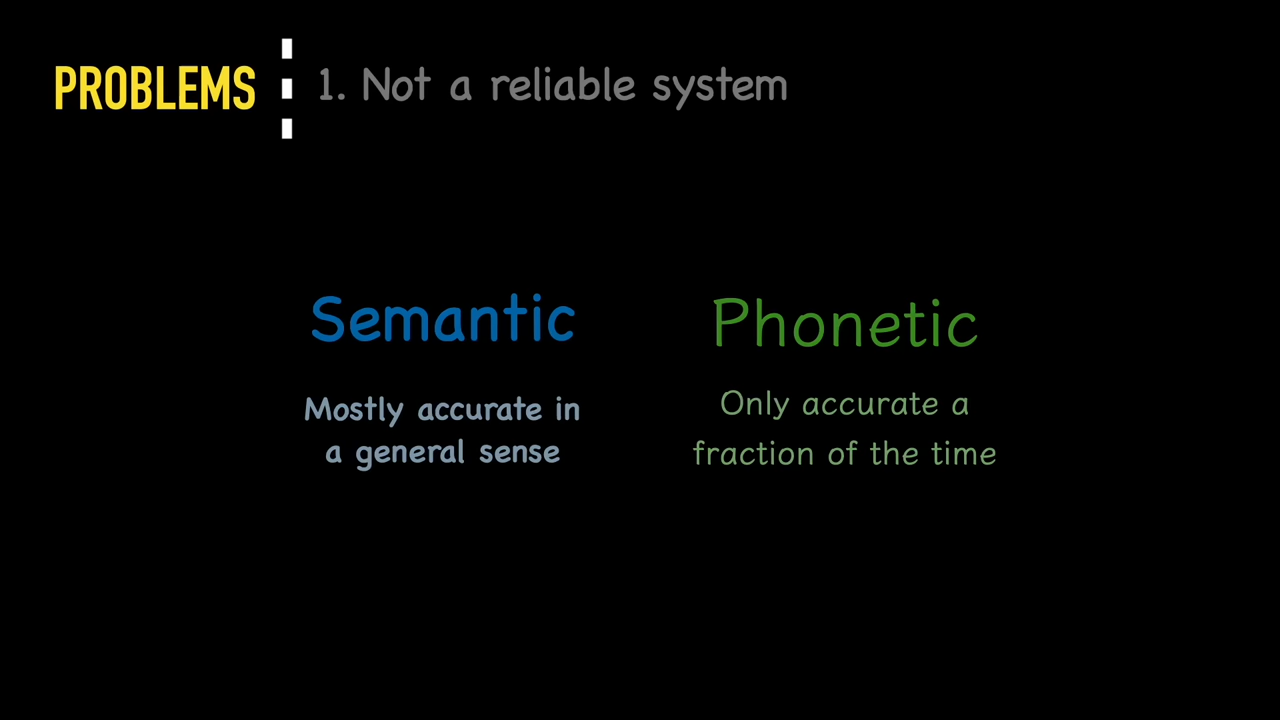 PROBLEMS
1. Not a reliable system
Semantic
Mostly accurate in
a general sense
Phonetic
Only accurate a
fraction of the time